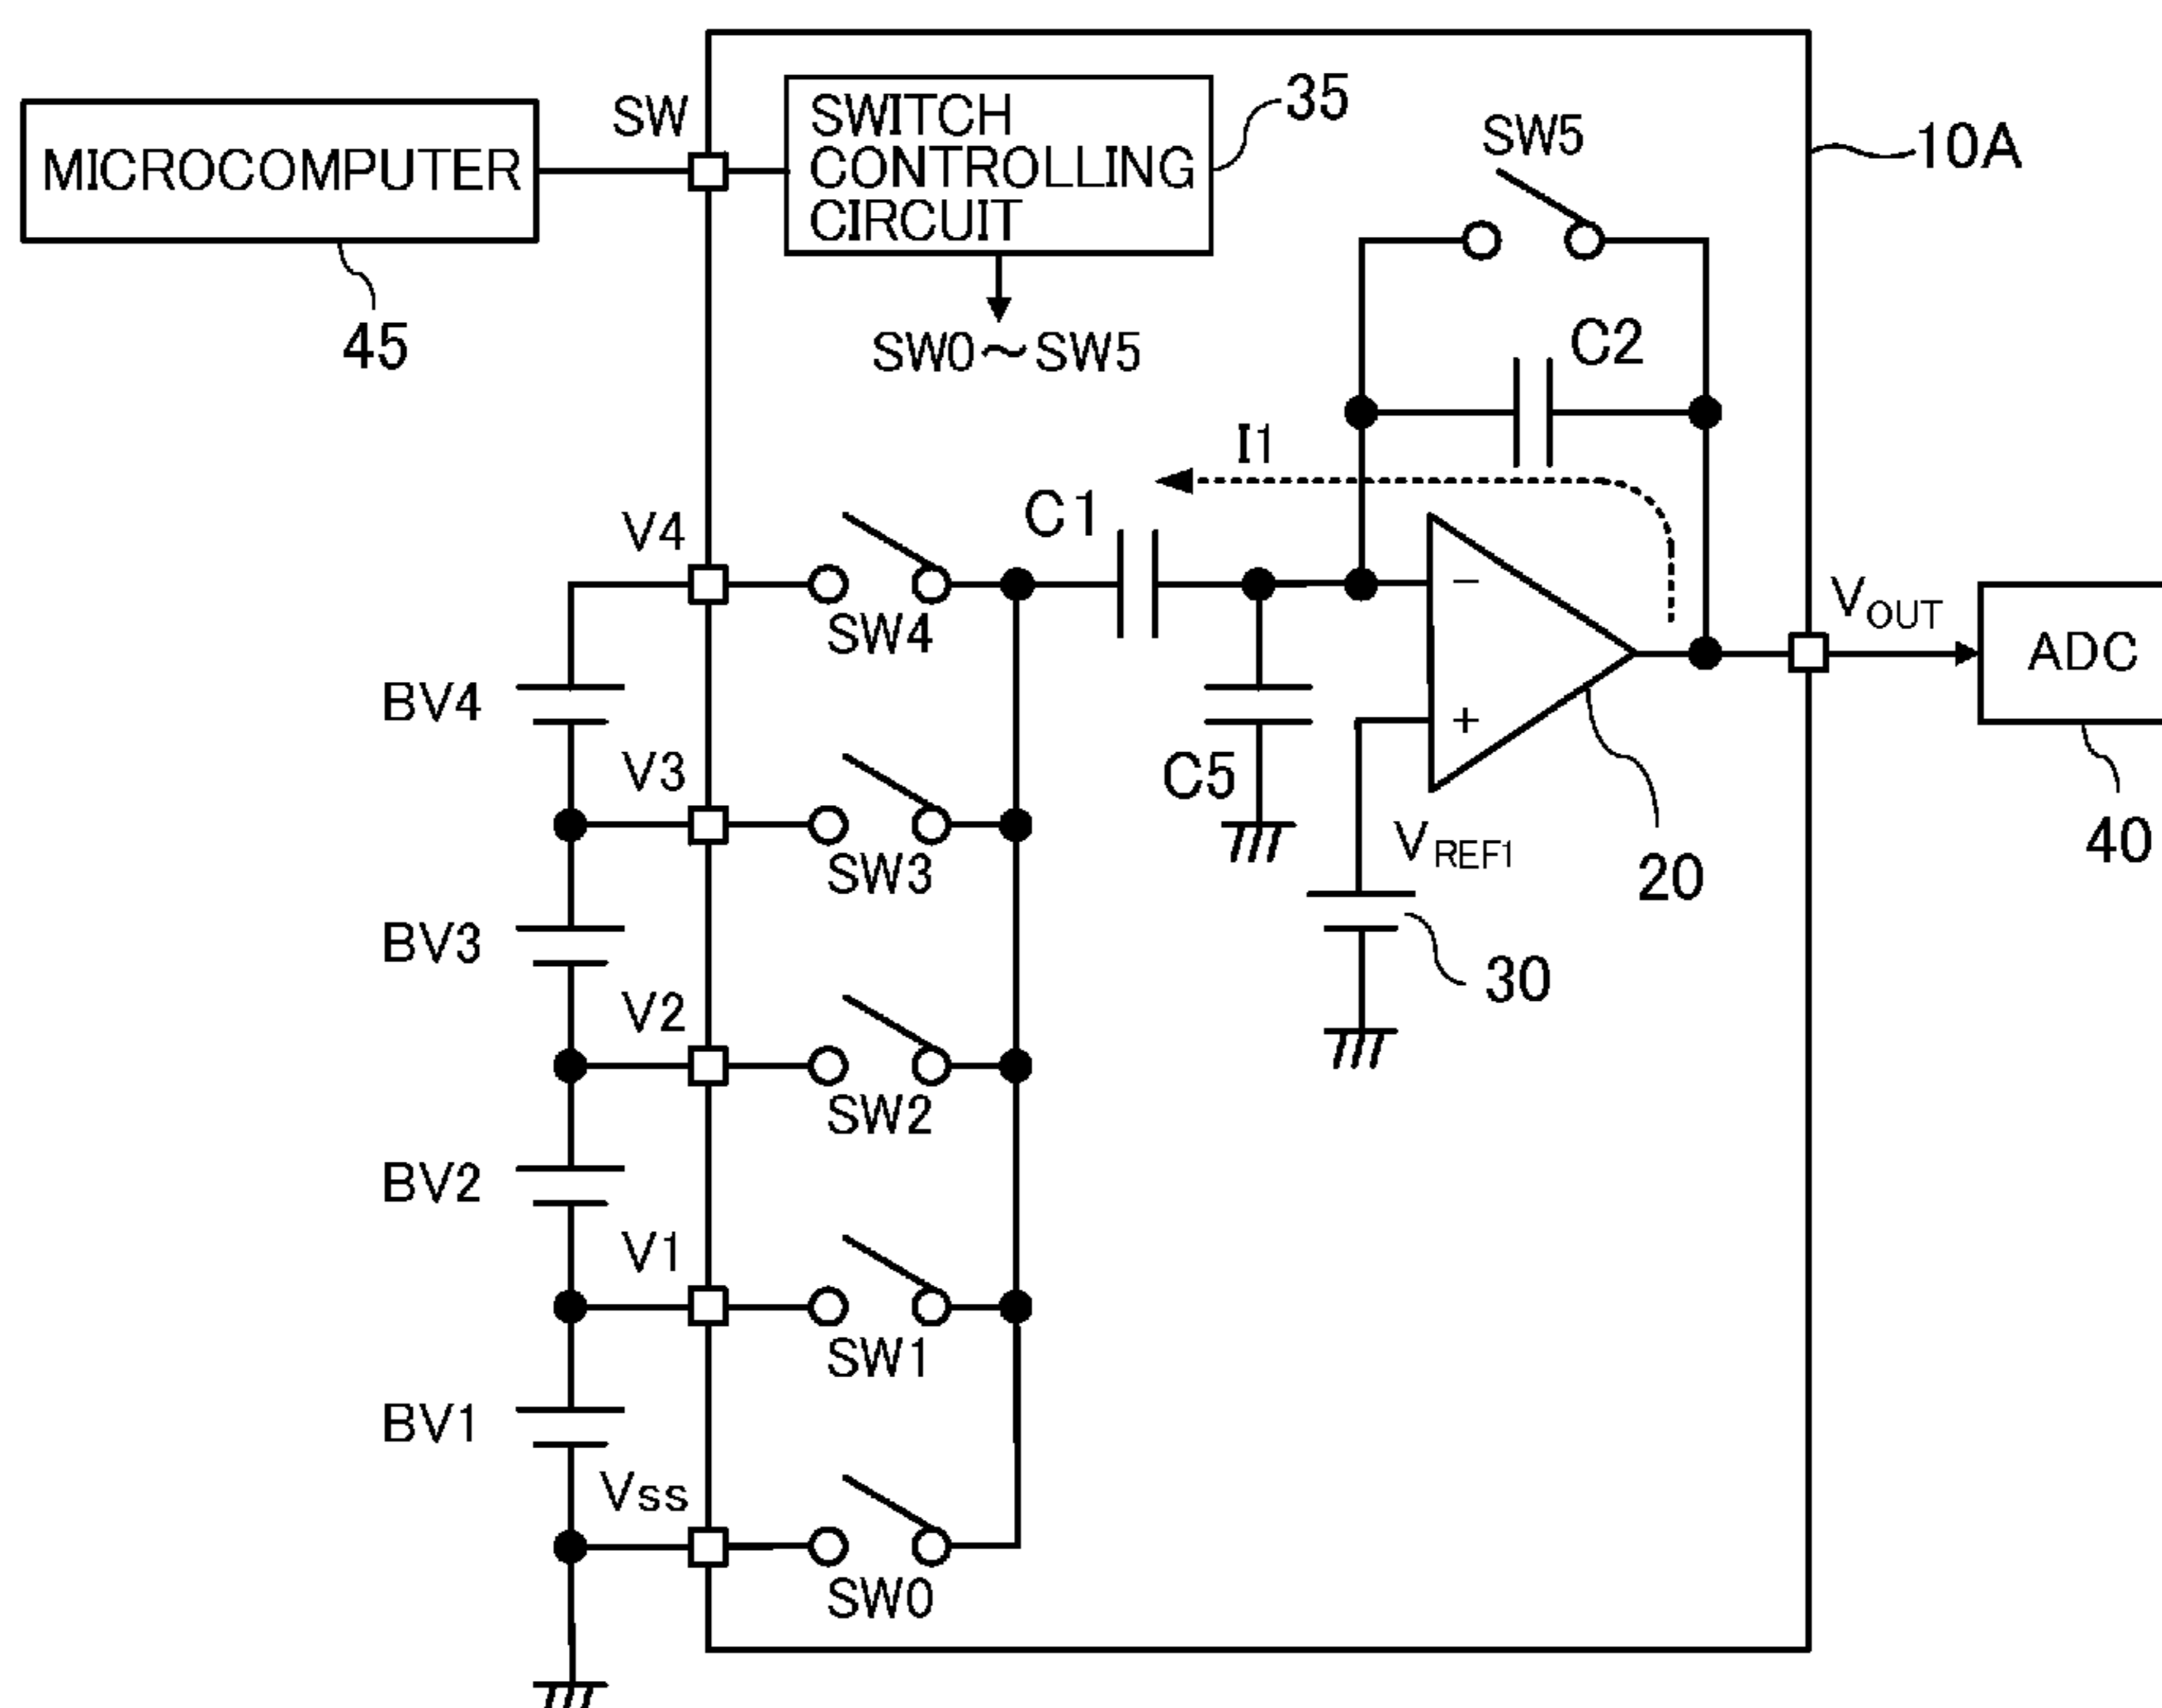 MICROCOMPUTER
45
SW
SWITCH
CONTROLLING
CIRCUIT
35
SW0～SW5
SW5
10A
C2
I1
C1
V4
SW4
BV4
C5
−
+
VREF1
20
30
VOUT
ADC
40
V3
SW3
BV3
V2
SW2
BV2
V1
SW1
BV1
Vss
SW0